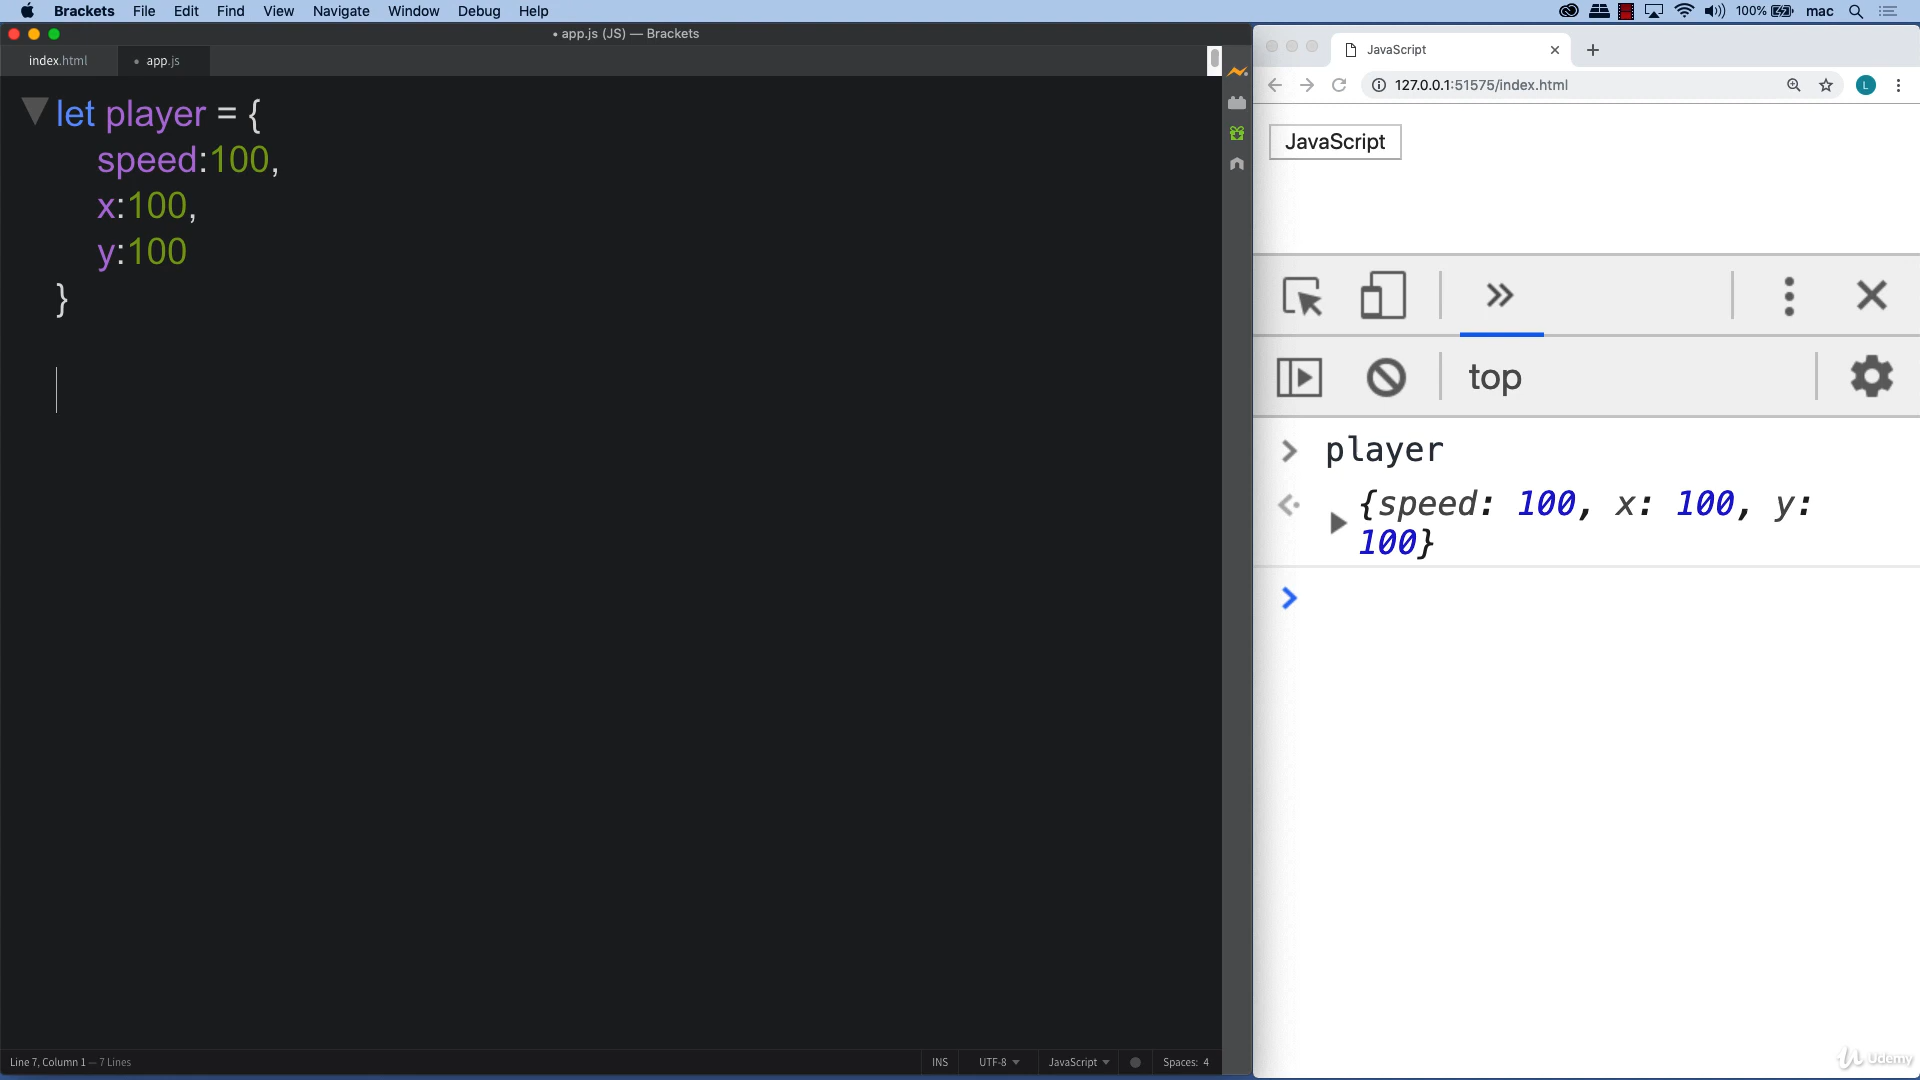 Brackets File Edit Find View Navigate Window Debug Help 100% mac
• app.js (JS) — Brackets
index.html • app.js
let player = {
speed:100,
x:100,
y:100
}
Line 7, Column 1 — 7 Lines INS UTF-8 JavaScript Spaces: 4
JavaScript
127.0.0.1:51575/index.html L
JavaScript
top
player
{speed: 100, x: 100, y:
100}
Udemy